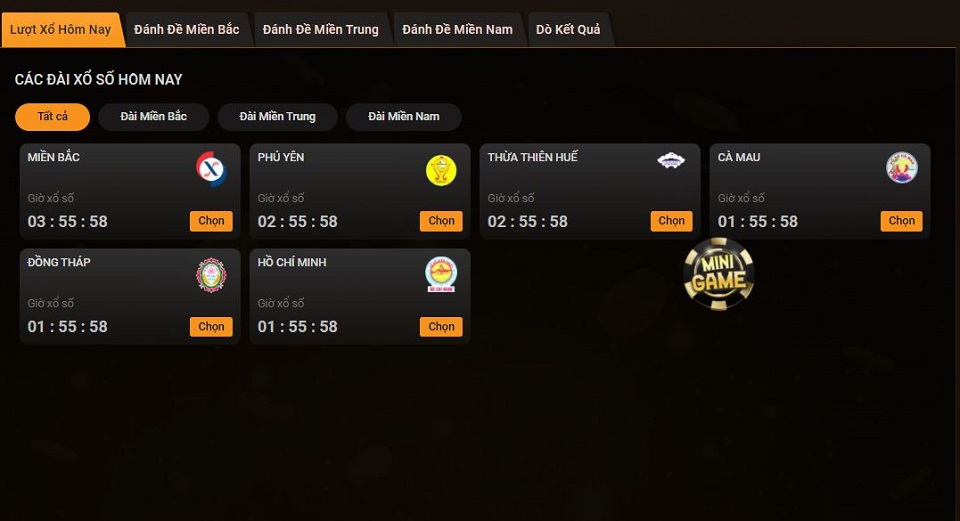 Lượt Xổ Hôm Nay
Đánh Đề Miền Bắc
Đánh Đề Miền Trung
Đánh Đề Miền Nam
Dò Kết Quả
CÁC ĐÀI XỔ SỐ HÔM NAY
Tất cả
Đài Miền Bắc
Đài Miền Trung
Đài Miền Nam
MIỀN BẮC
Giờ xổ số
03 : 55 : 58
Chọn
PHÚ YÊN
Giờ xổ số
02 : 55 : 58
Chọn
THỪA THIÊN HUẾ
Giờ xổ số
02 : 55 : 58
Chọn
CÀ MAU
Giờ xổ số
01 : 55 : 58
Chọn
MINI
GAME
ĐỒNG THÁP
Giờ xổ số
01 : 55 : 58
Chọn
HỒ CHÍ MINH
HỒ CHÍ MINH
Giờ xổ số
01 : 55 : 58
Chọn